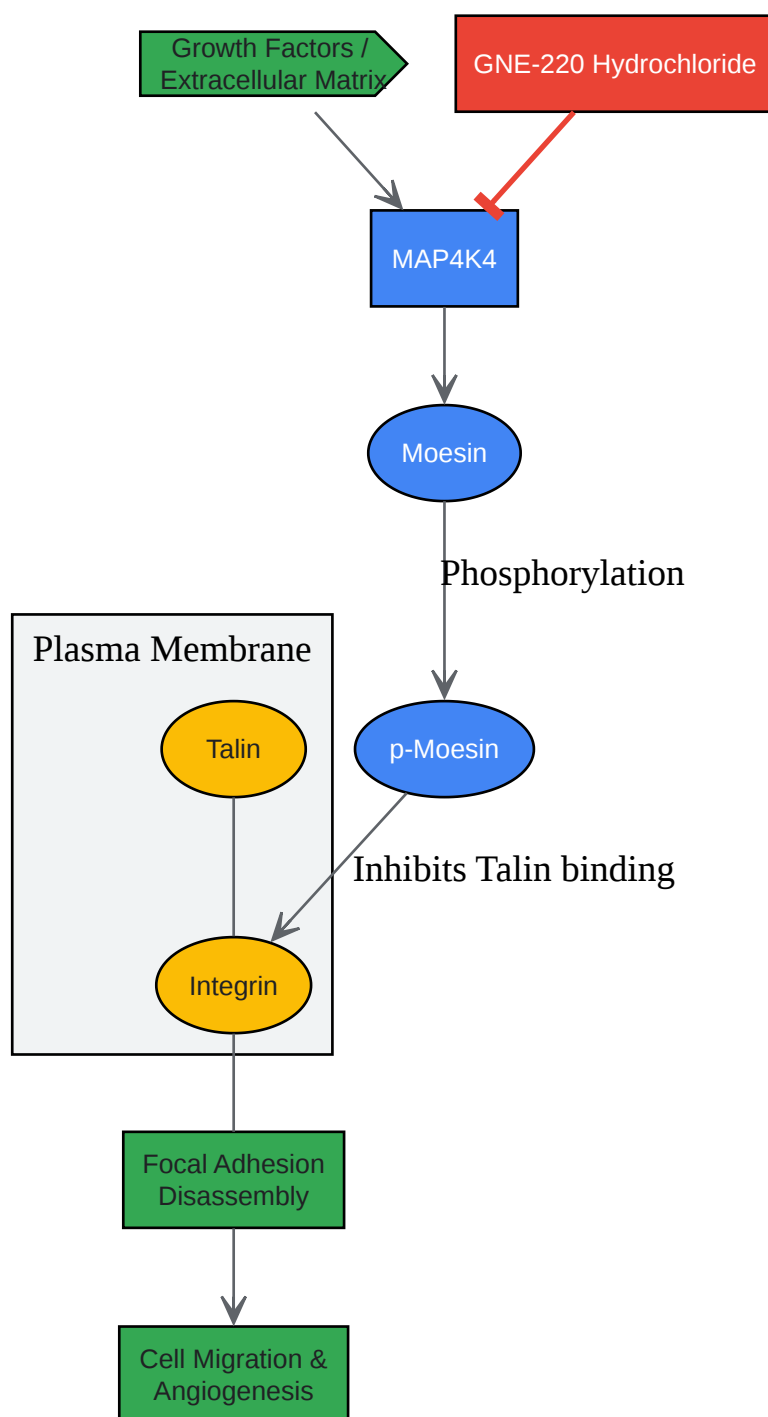 Growth Factors /
Extracellular Matrix
GNE-220 Hydrochloride
MAP4K4
Moesin
Phosphorylation
Plasma Membrane
Talin
p-Moesin
Inhibits Talin binding
Integrin
Focal Adhesion
Disassembly
Cell Migration &
Angiogenesis